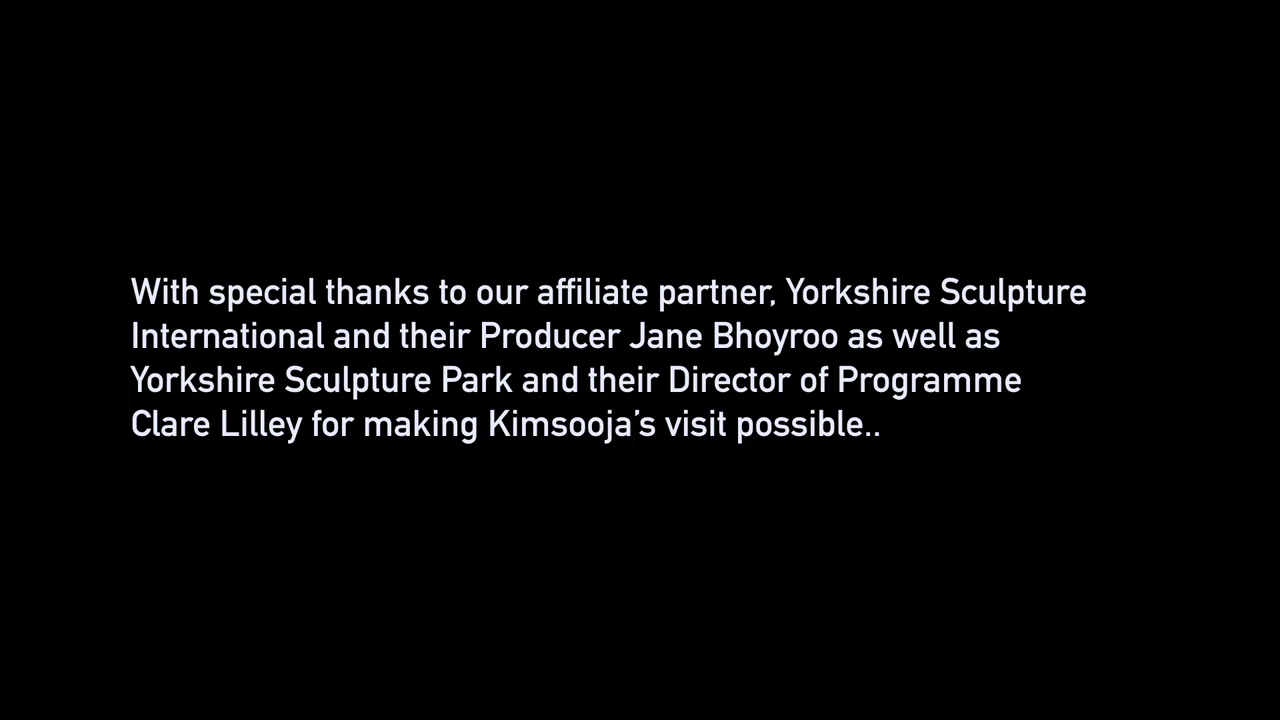 With special thanks to our affiliate partner, Yorkshire Sculpture
International and their Producer Jane Bhoyroo as well as
Yorkshire Sculpture Park and their Director of Programme
Clare Lilley for making Kimsooja’s visit possible..